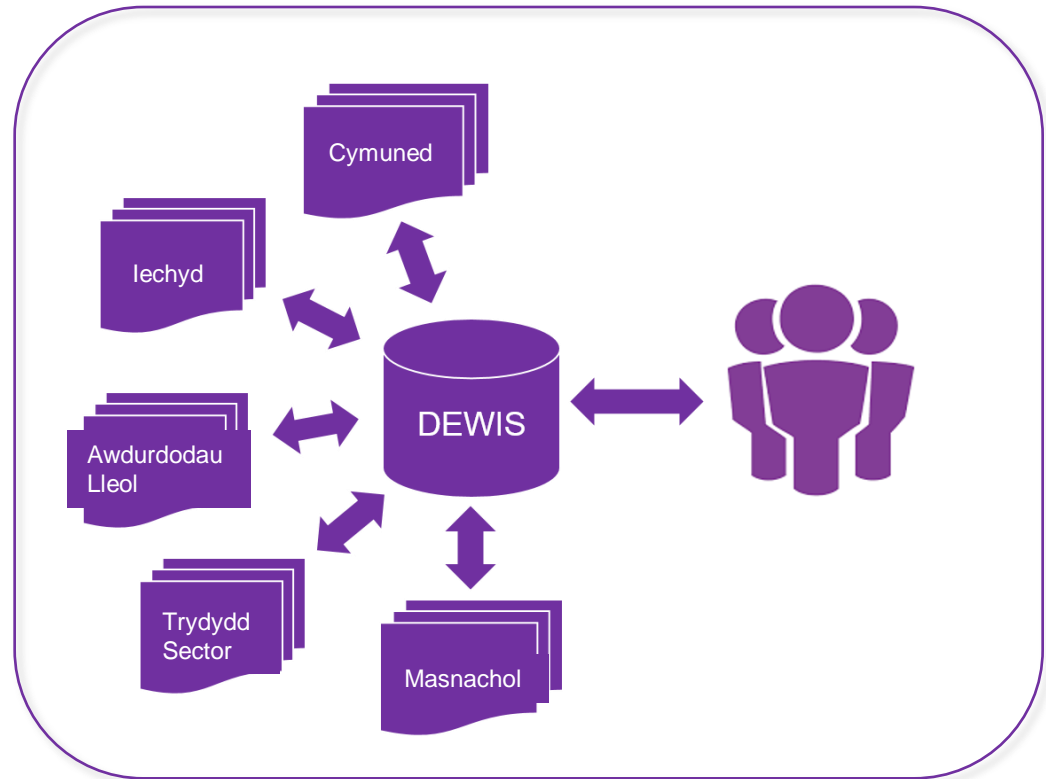 Cymuned
Iechyd
DEWIS
Awdurdodau
Lleol
Trydydd
Sector
Masnachol